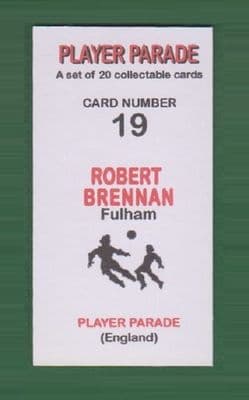 PLAYER PARADE
A set of 20 collectable cards
CARD NUMBER
19
ROBERT
BRENNAN
Fulham
PLAYER PARADE
(England)